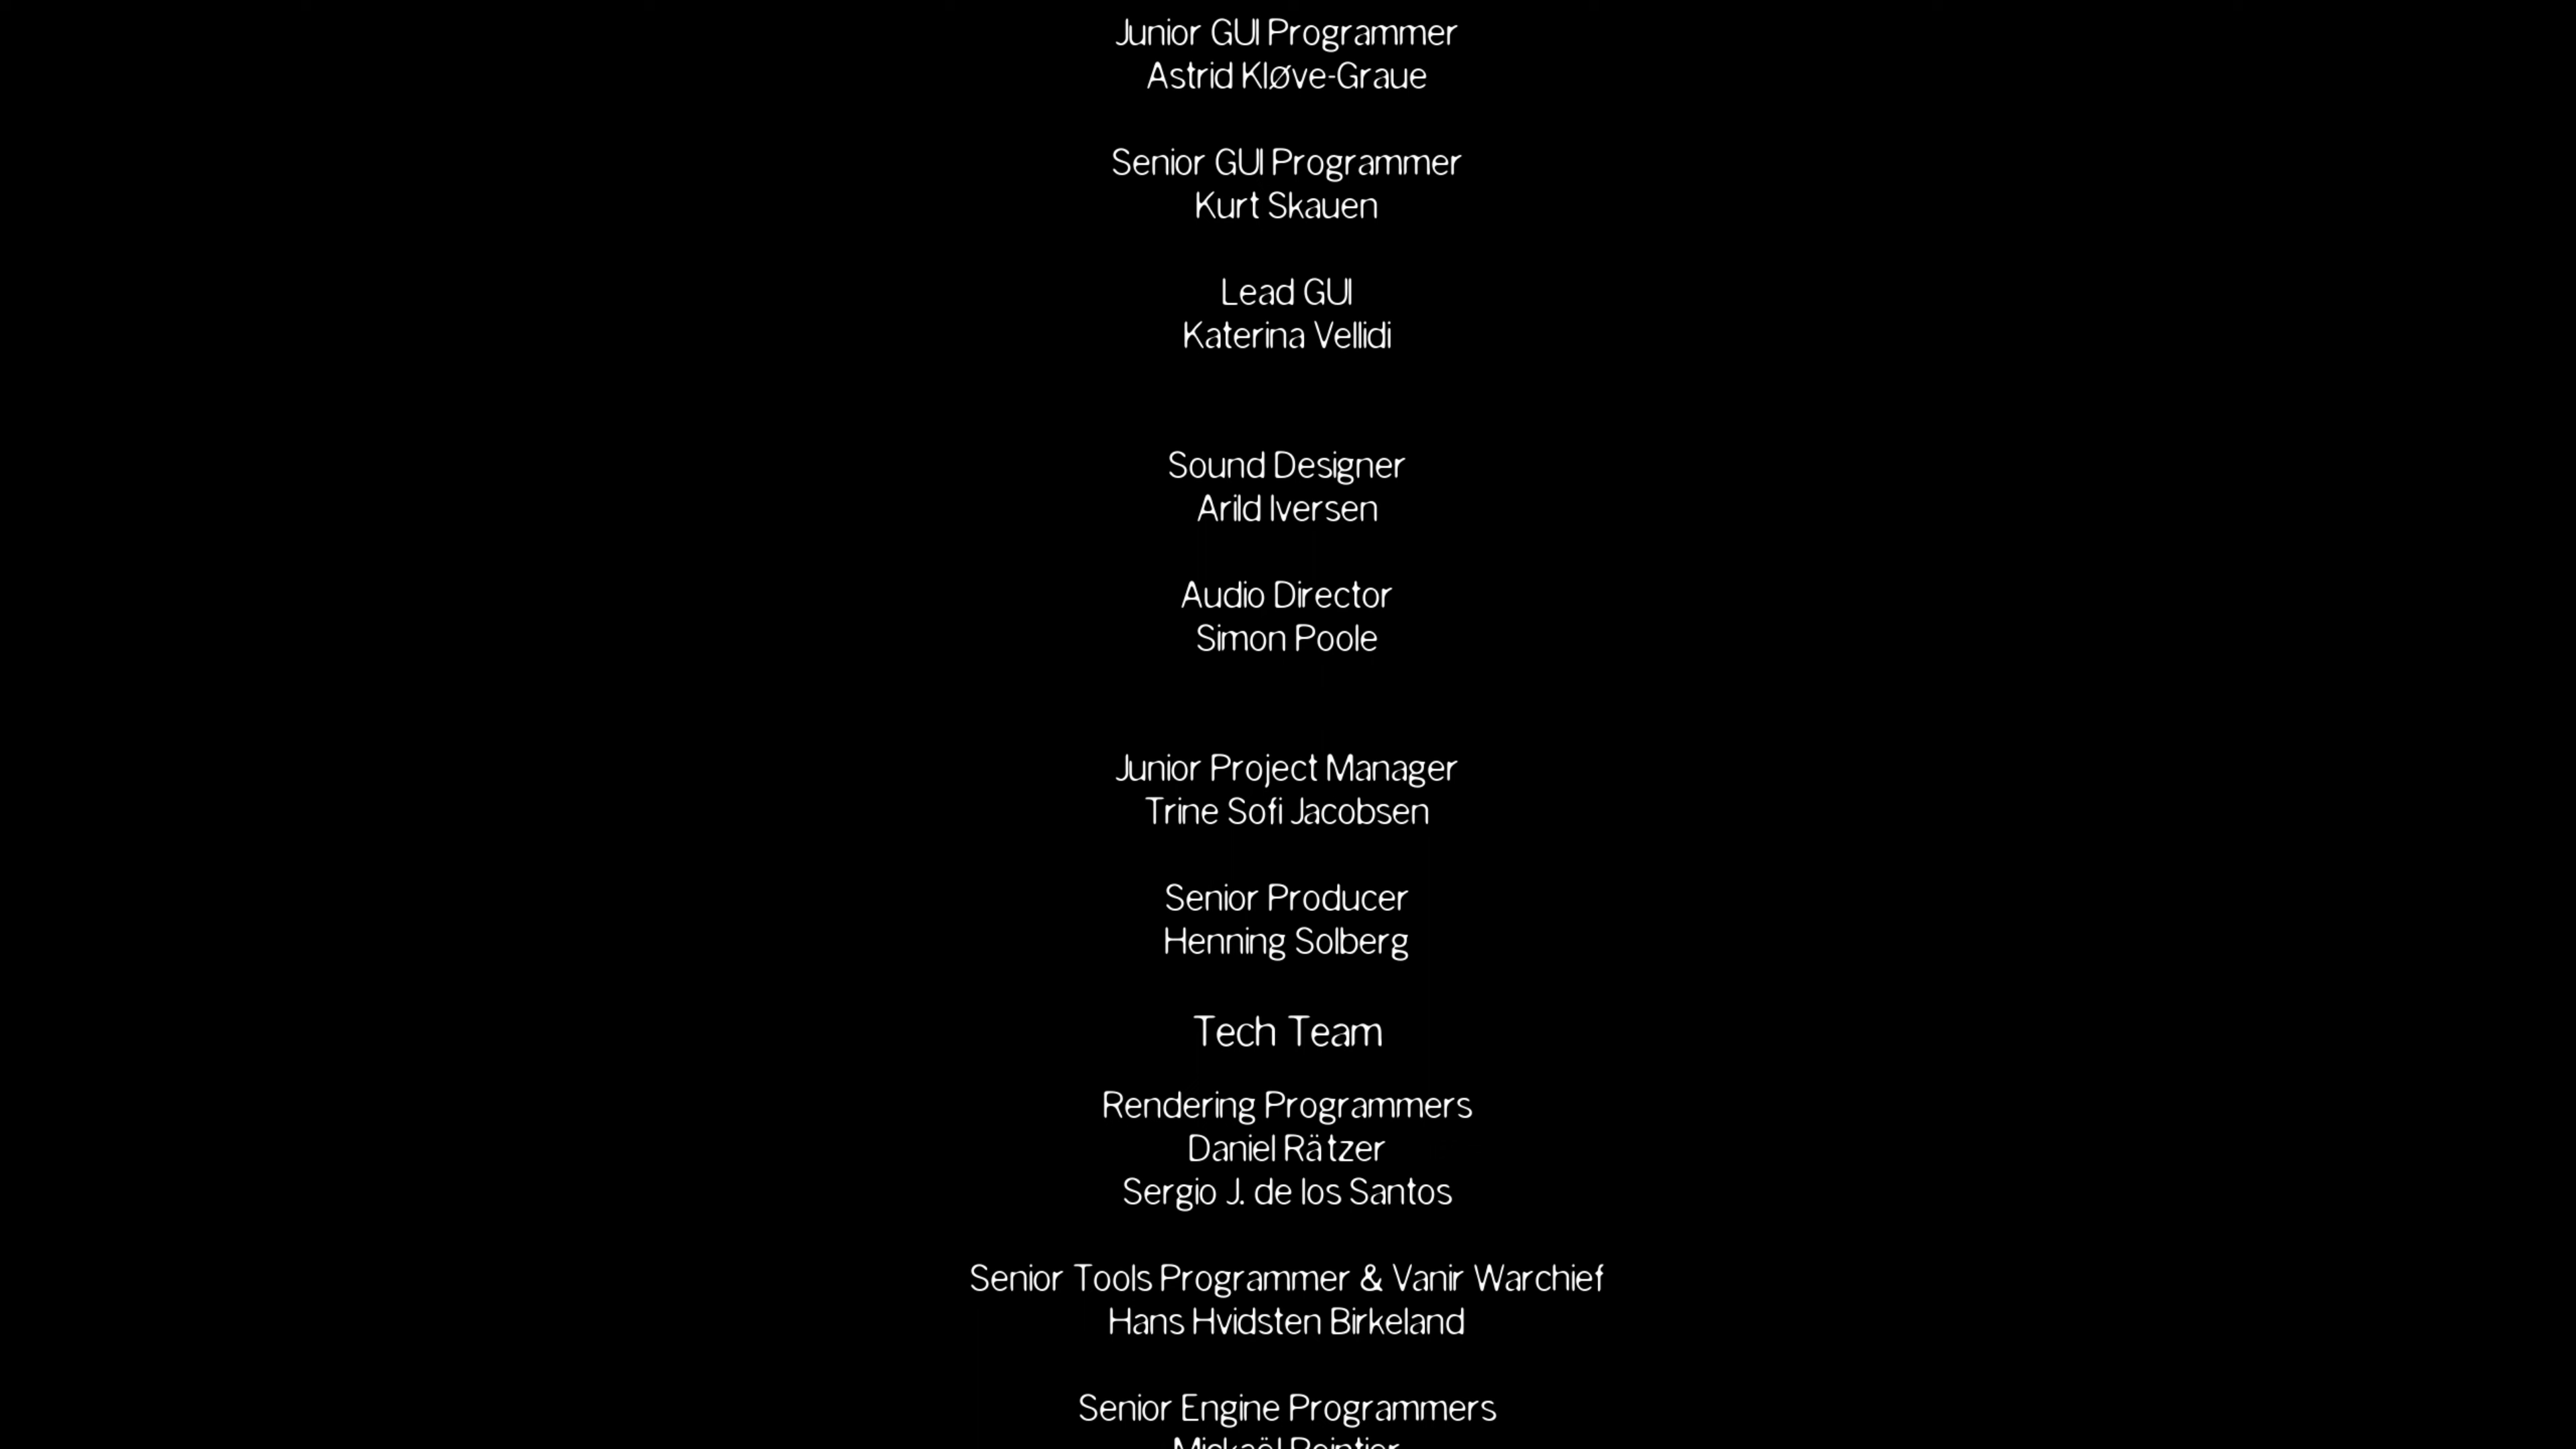 Junior GUI Programmer
Astrid Kløve-Graue
Senior GUI Programmer
Kurt Skauen
Lead GUI
Katerina Vellidi
Sound Designer
Arild Iversen
Audio Director
Simon Poole
Junior Project Manager
Trine Sofi Jacobsen
Senior Producer
Henning Solberg
Tech Team
Rendering Programmers
Daniel Rätzer
Sergio J. de los Santos
Senior Tools Programmer & Vanir Warchief
Hans Hvidsten Birkeland
Senior Engine Programmers
Mickaël Pointier